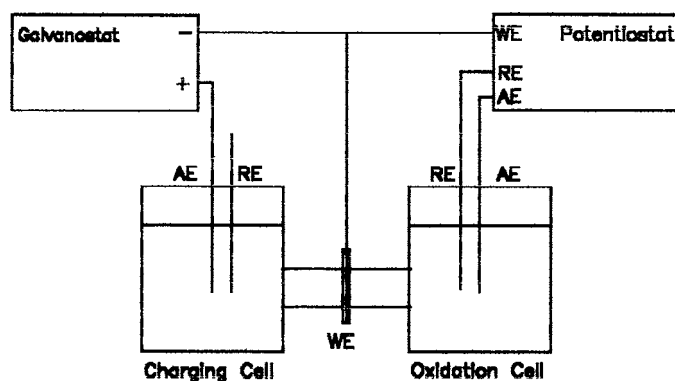 Galvanostat
−
+
WE
Potentiostat
RE
AE
AE
RE
RE
AE
WE
Charging Cell
Oxidation Cell